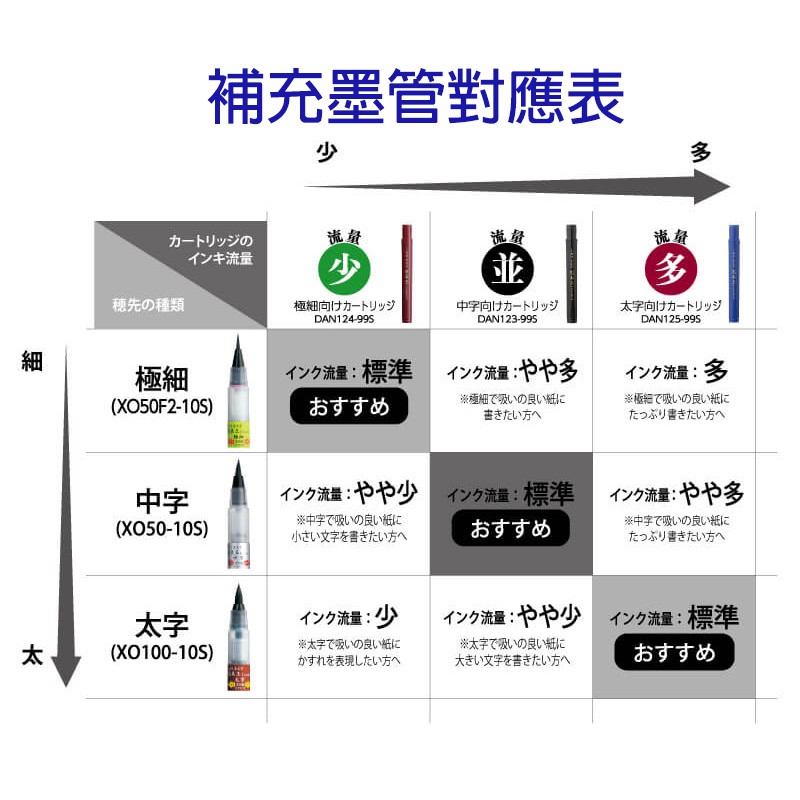 補充墨管對應表
少
多
カートリッジの
インキ流量
穂先の種類
流量
少
極細向けカートリッジ
DAN124-99S
流量
並
中字向けカートリッジ
DAN123-99S
流量
多
太字向けカートリッジ
DAN125-99S
細
太
極細
(XO50F2-10S)
インク流量：標準
おすすめ
インク流量：やや多
※極細で吸いの良い紙に
書きたい方へ
インク流量：多
※極細で吸いの良い紙に
たっぷり書きたい方へ
中字
(XO50-10S)
インク流量：やや少
※中字で吸いの良い紙に
小さい文字を書きたい方へ
インク流量：標準
おすすめ
インク流量：やや多
※中字で吸いの良い紙に
たっぷり書きたい方へ
太字
(XO100-10S)
インク流量：少
※太字で吸いの良い紙に
かすれを表現したい方へ
インク流量：やや少
※太字で吸いの良い紙に
大きい文字を書きたい方へ
インク流量：標準
おすすめ